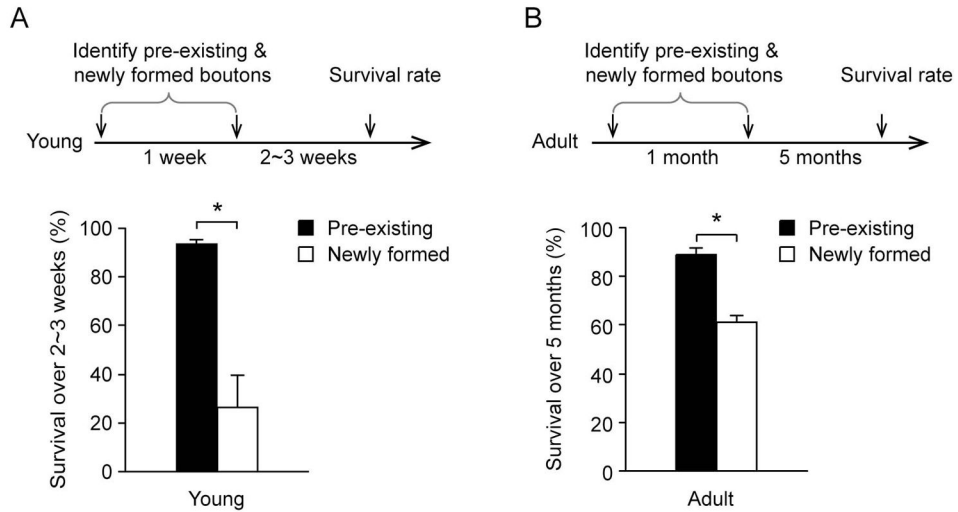 A
Identify pre-existing &
newly formed boutons
Survival rate
Young
1 week
2~3 weeks
Survival over 2~3 weeks (%)
100
80
60
40
20
0
*
Pre-existing
Newly formed
Young
B
Identify pre-existing &
newly formed boutons
Survival rate
Adult
1 month
5 months
Survival over 5 months (%)
100
80
60
40
20
0
*
Pre-existing
Newly formed
Adult